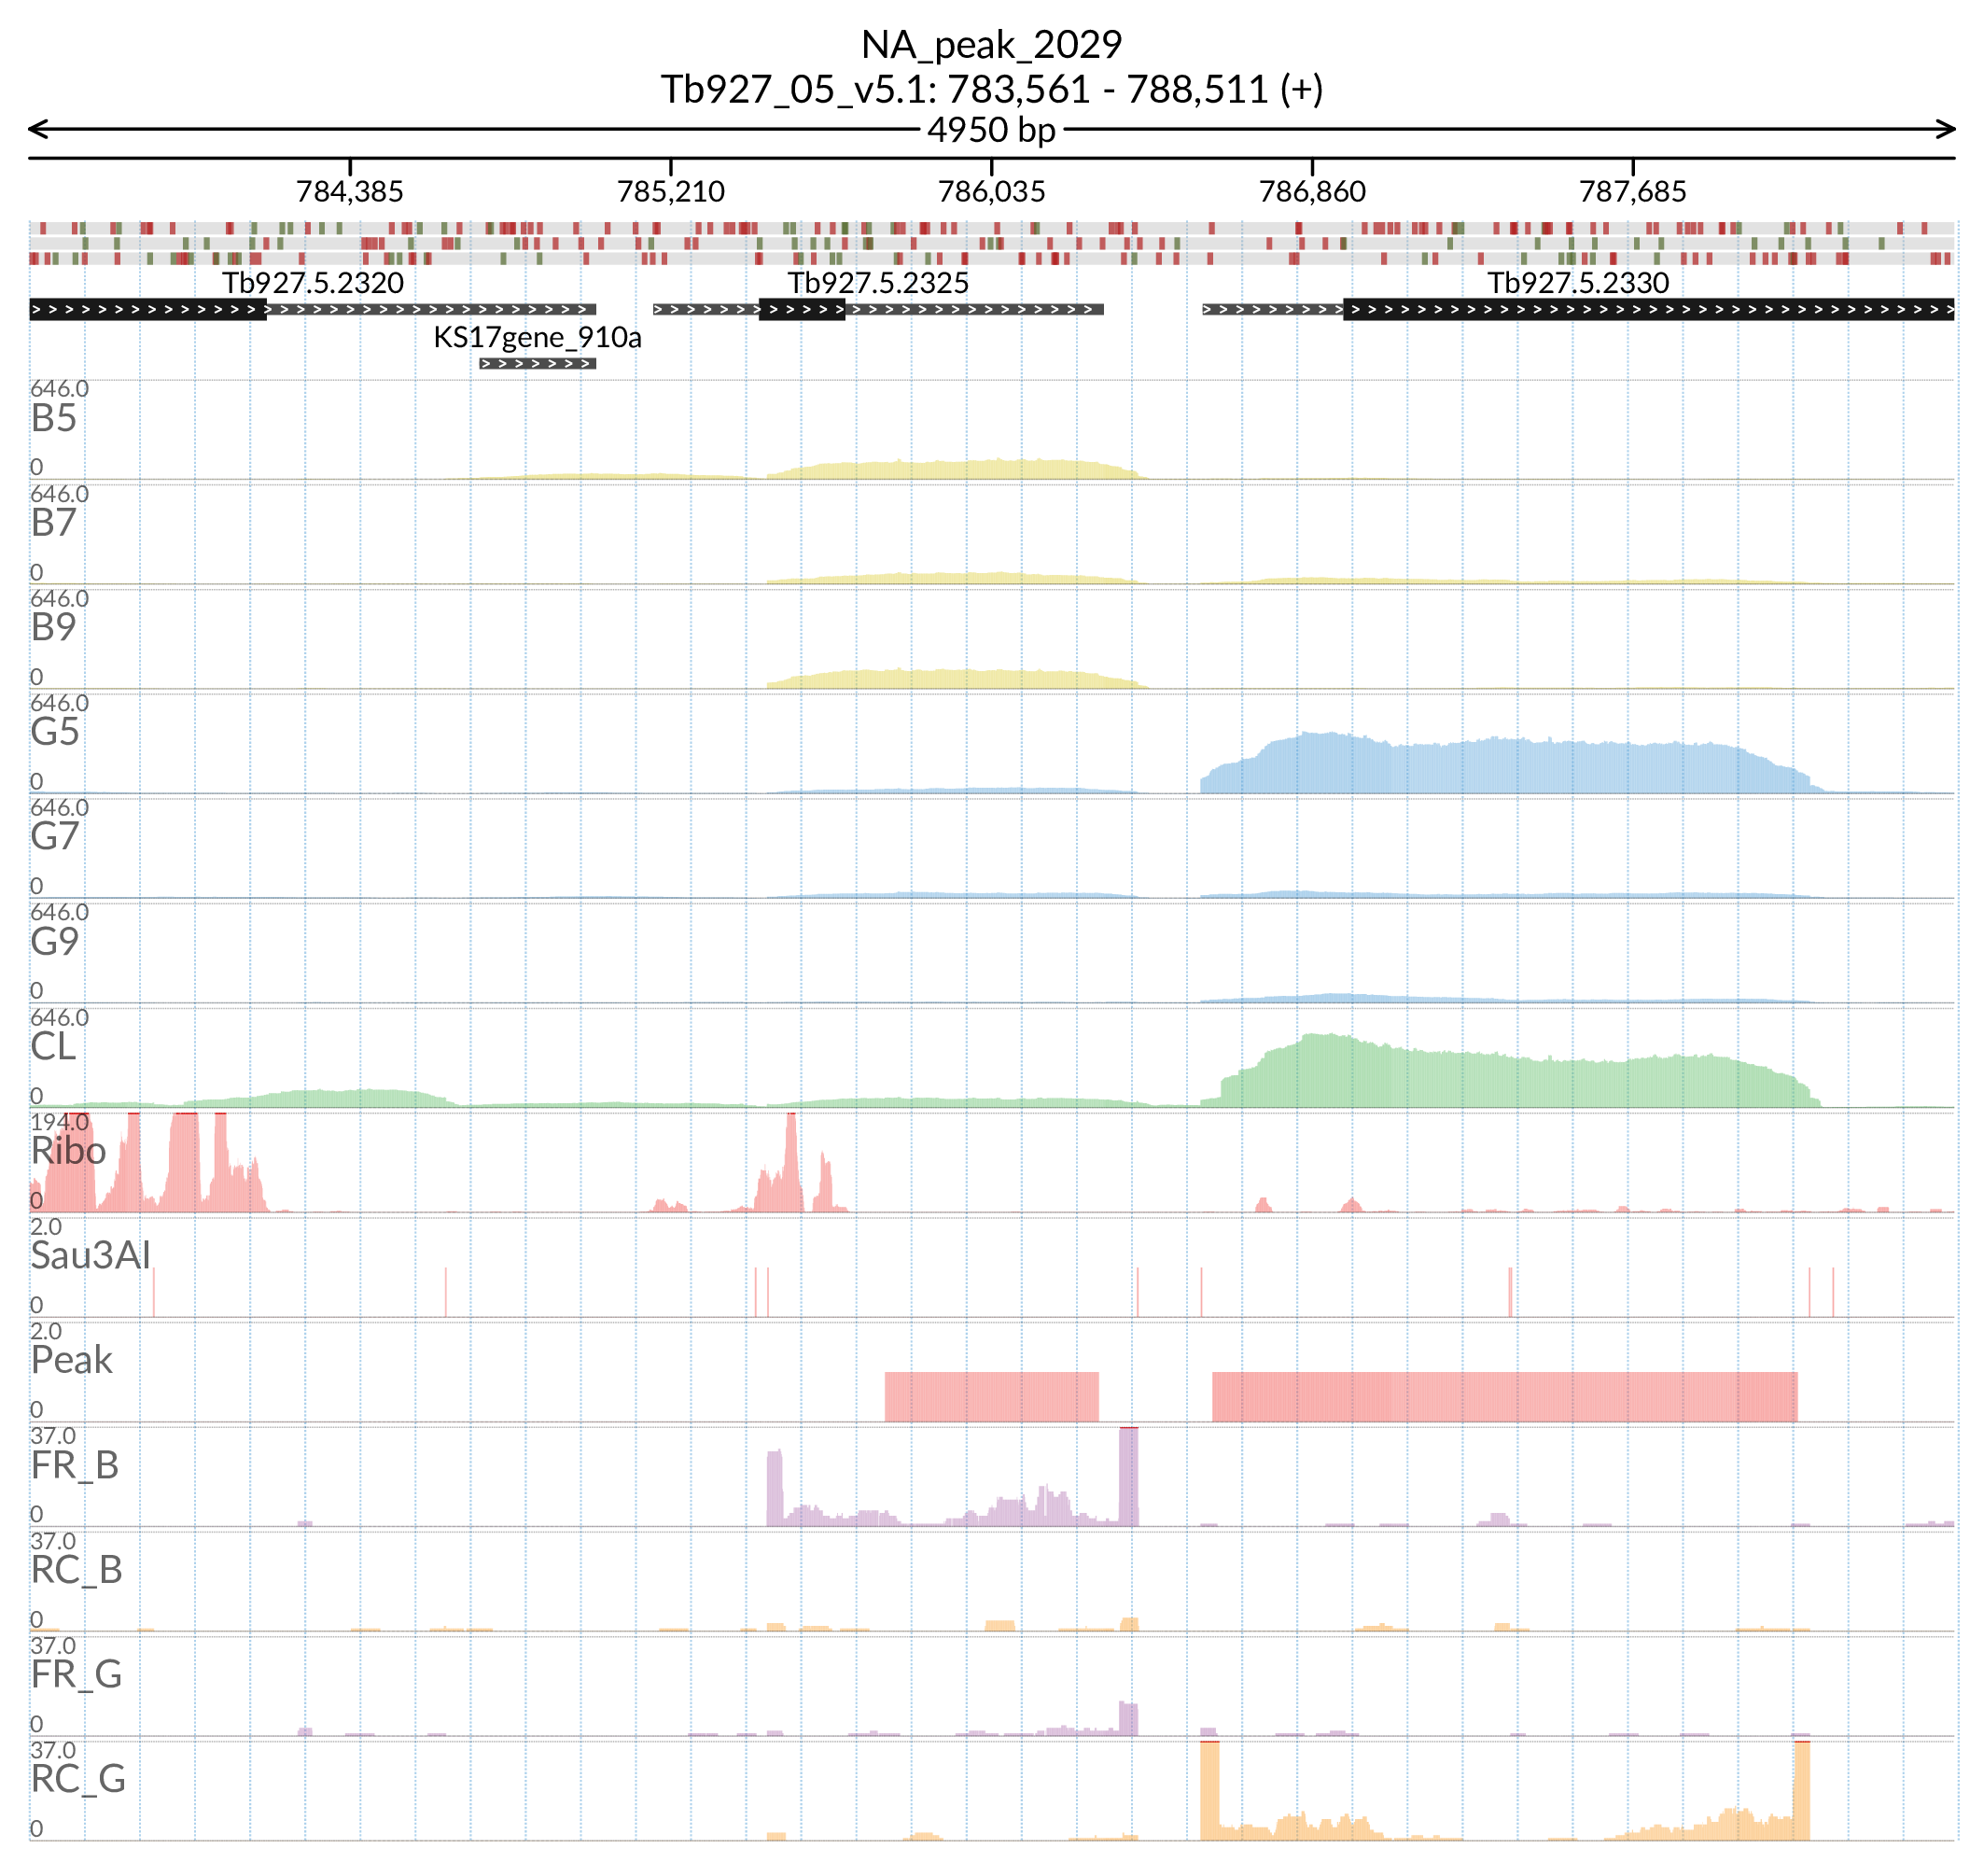 NA_peak_2029
Tb927_05_v5.1: 783,561 - 788,511 (+)
4950 bp
784,385 785,210 786,035 786,860 787,685
Tb927.5.2320 Tb927.5.2325 Tb927.5.2330
KS17gene_910a
646.0
B5
0
646.0
B7
0
646.0
B9
0
646.0
G5
0
646.0
G7
0
646.0
G9
0
646.0
CL
0
194.0
Ribo
0
2.0
Sau3AI
0
2.0
Peak
0
37.0
FR_B
0
37.0
RC_B
0
37.0
FR_G
0
37.0
RC_G
0